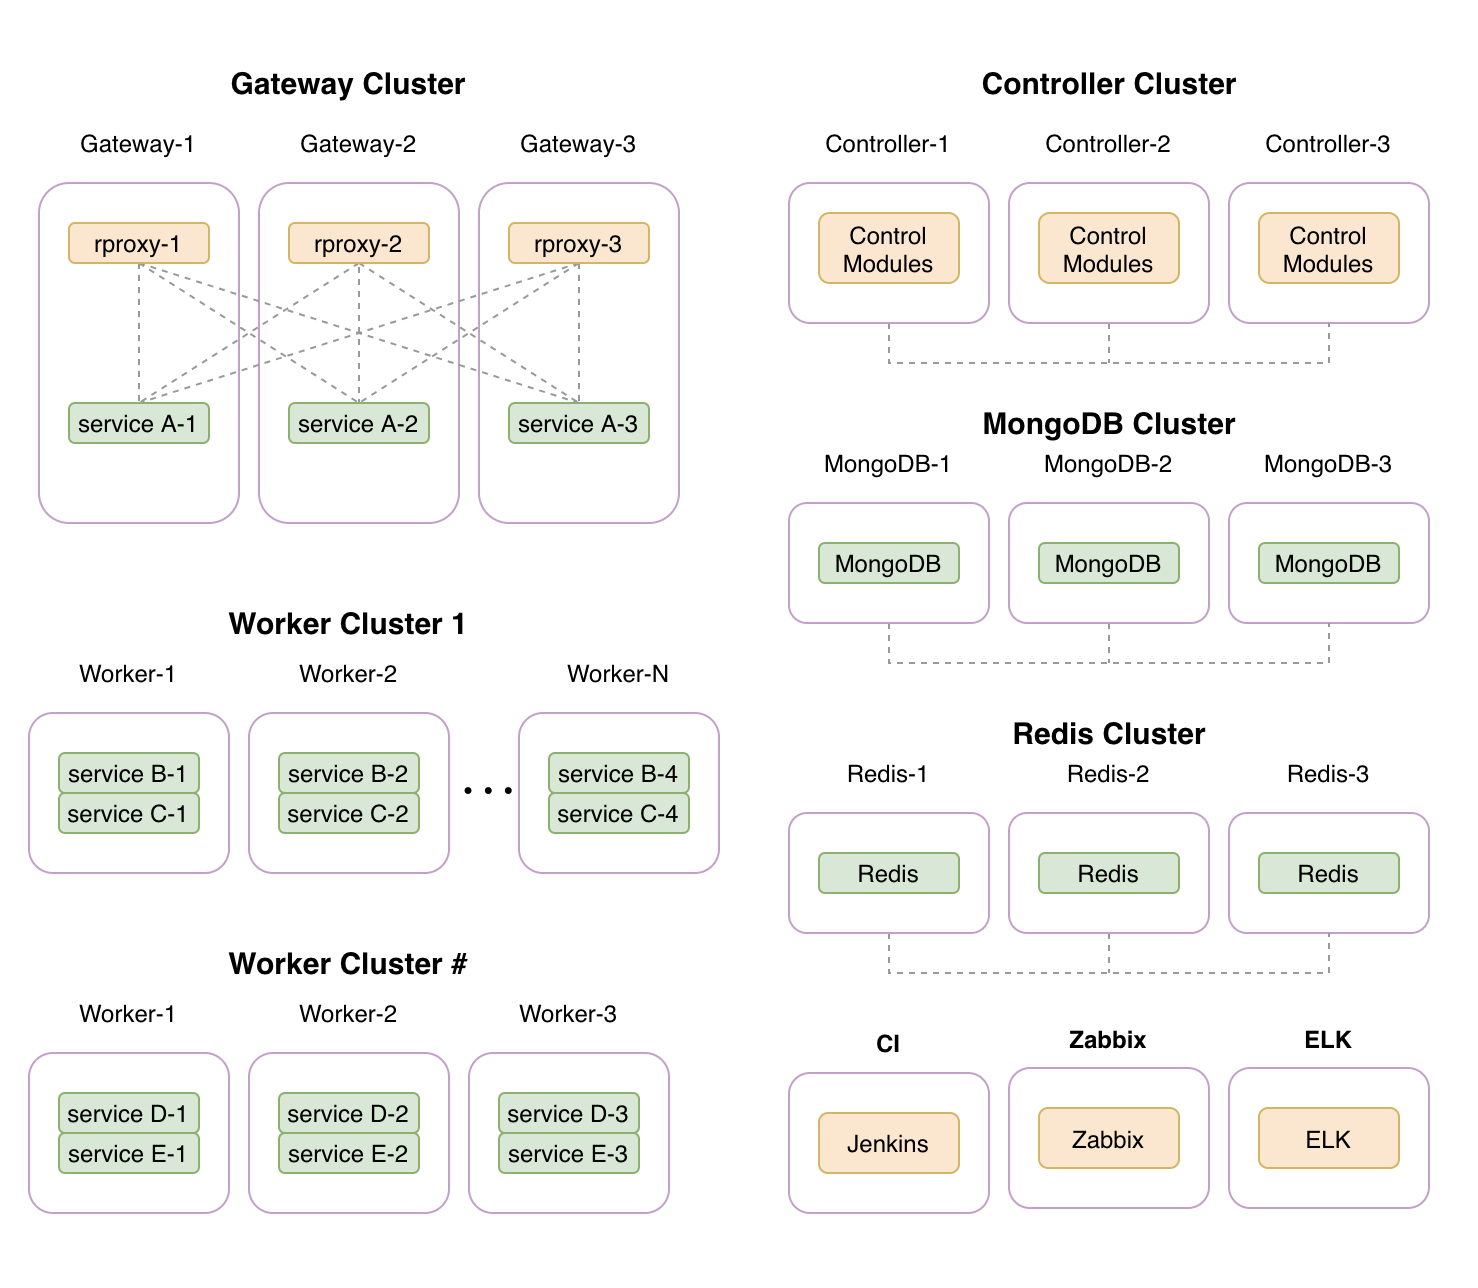 Gateway Cluster
Gateway-1 Gateway-2 Gateway-3
rproxy-1 rproxy-2 rproxy-3
service A-1 service A-2 service A-3
Worker Cluster 1
Worker-1 Worker-2 Worker-N
service B-1 service B-2 ... service B-4
service C-1 service C-2 service C-4
Worker Cluster #
Worker-1 Worker-2 Worker-3
service D-1 service D-2 service D-3
service E-1 service E-2 service E-3
Controller Cluster
Controller-1 Controller-2 Controller-3
Control Control Control
Modules Modules Modules
MongoDB Cluster
MongoDB-1 MongoDB-2 MongoDB-3
MongoDB MongoDB MongoDB
Redis Cluster
Redis-1 Redis-2 Redis-3
Redis Redis Redis
CI Zabbix ELK
Jenkins Zabbix ELK